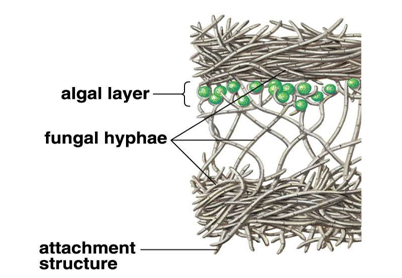 algal layer
fungal hyphae
attachment
structure